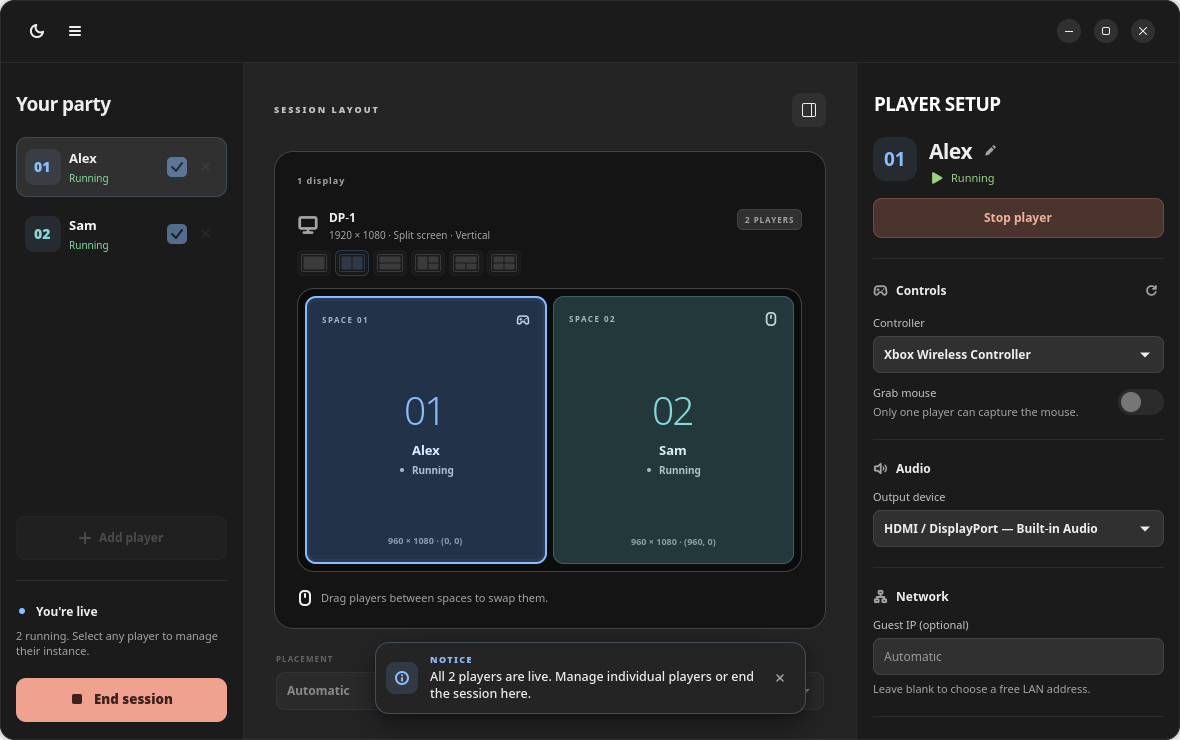 Your party
01
Alex
Running
02
Sam
Running
Add player
You're live
2 running. Select any player to manage
their instance.
End session
SESSION LAYOUT
1 display
DP-1
1920 × 1080 · Split screen · Vertical
2 PLAYERS
SPACE 01
01
Alex
• Running
960 × 1080 · (0, 0)
SPACE 02
02
Sam
• Running
960 × 1080 · (960, 0)
Drag players between spaces to swap them.
PLACEMENT
Automatic
NOTICE
All 2 players are live. Manage individual players or end
the session here.
PLAYER SETUP
01
Alex
Running
Stop player
Controls
Controller
Xbox Wireless Controller
Grab mouse
Only one player can capture the mouse.
Audio
Output device
HDMI / DisplayPort — Built-in Audio
Network
Guest IP (optional)
Automatic
Leave blank to choose a free LAN address.